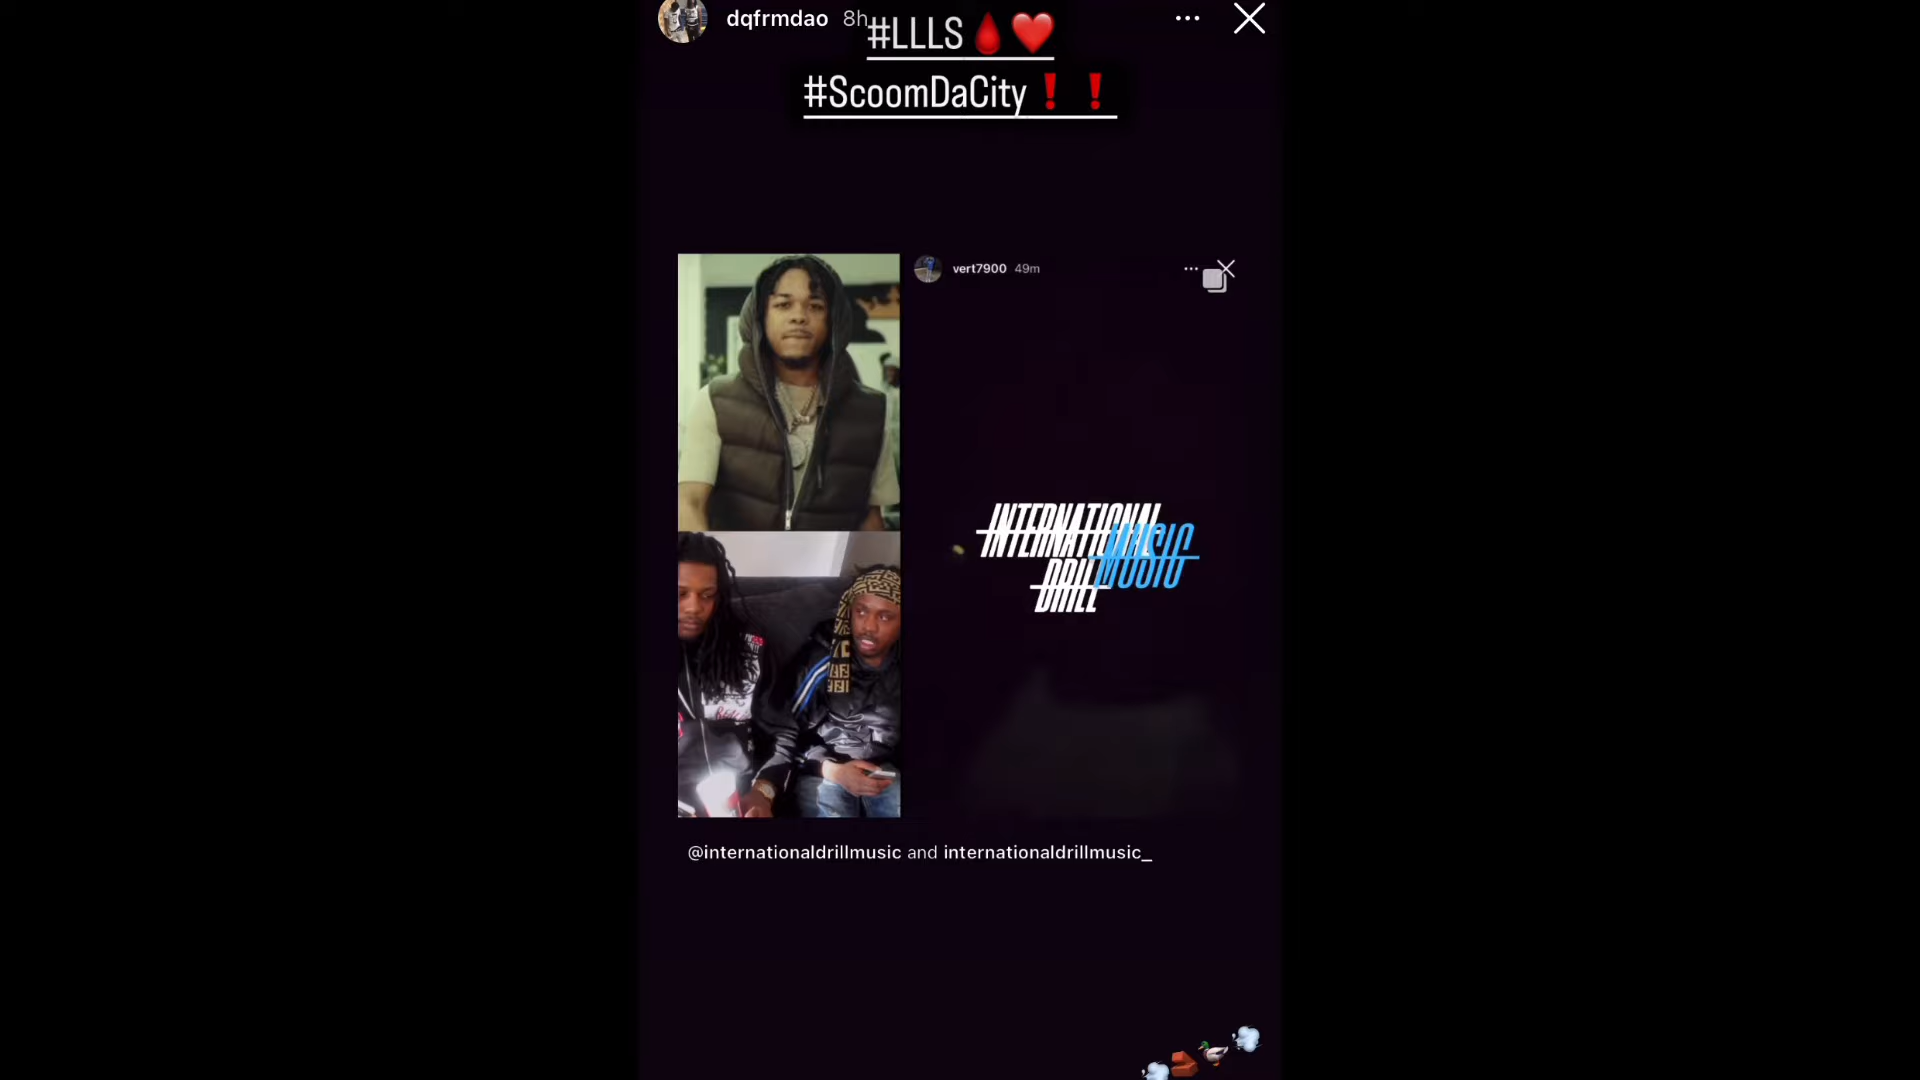 dqfrmdao 8h
#LLLS🩸❤️
#ScoomDaCity❗❗
vert7900 49m
INTERNATIONAL
MUSIC
DRILL
@internationaldrillmusic and internationaldrillmusic_